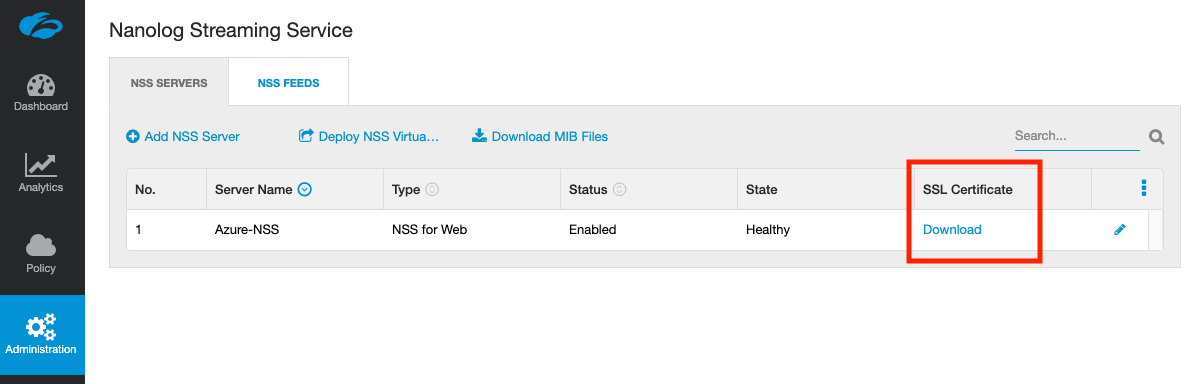 Nanolog Streaming Service
NSS SERVERS NSS FEEDS
Add NSS Server Deploy NSS Virtua... Download MIB Files Search...
No. Server Name Type Status State SSL Certificate
1 Azure-NSS NSS for Web Enabled Healthy Download
Dashboard
Analytics
Policy
Administration